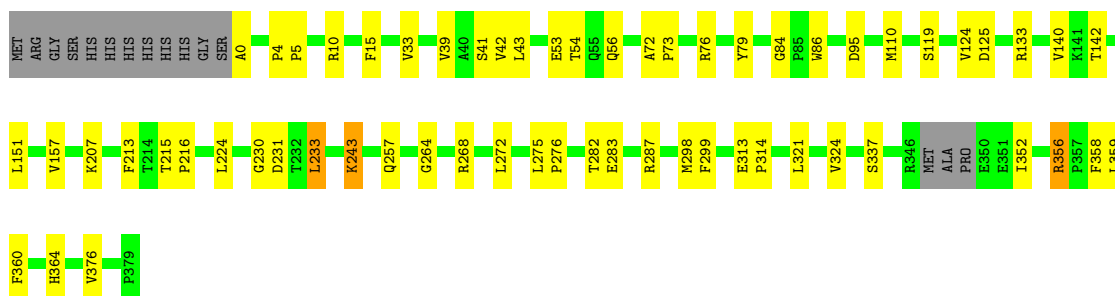 MET ARG GLY SER HIS HIS HIS HIS HIS HIS GLY SER A0 P4 P5 R10 F15 V33 V39 A40 S41 V42 L43 E53 T54 Q55 Q56 A72 P73 R76 Y79 G84 P85 W86 D95 M110 S119 V124 D125 R133 V140 K141 T142
L151 V157 K207 F213 T214 T215 P216 L224 G230 D231 T232 L233 K243 Q257 G264 R268 L272 L275 P276 T282 E283 R287 M298 F299 E313 P314 L321 V324 S337 R346 MET ALA PRO E350 E351 I352 R356 P357 F358 L359
F360 H364 V376 P379